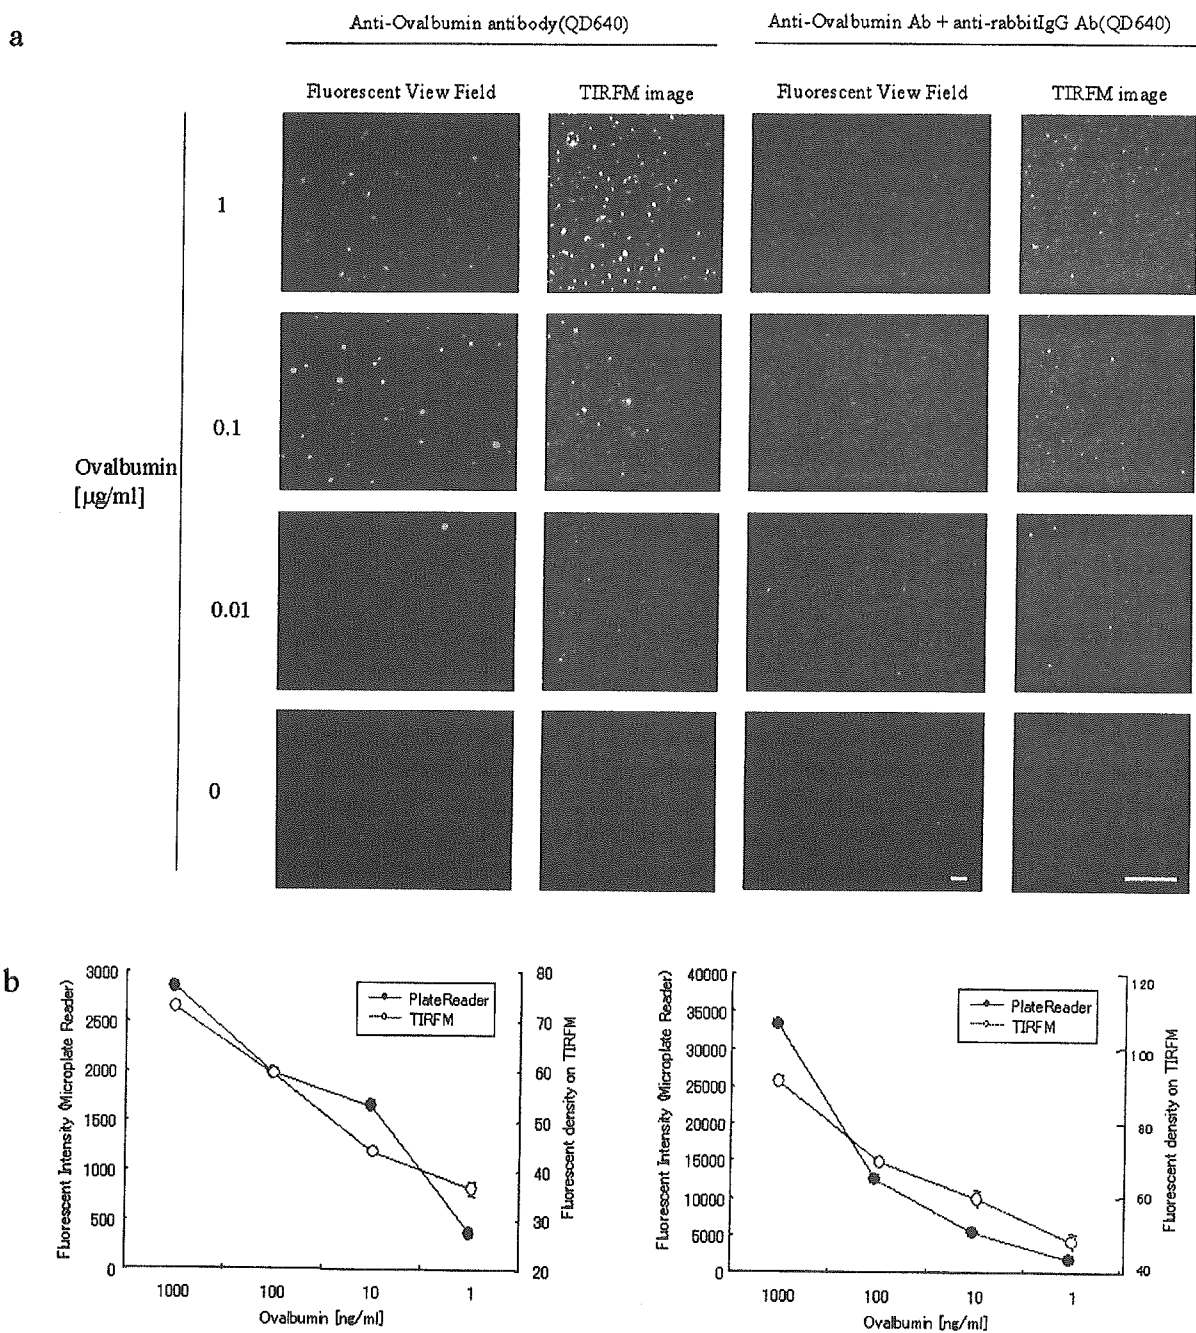 a
Anti-Ovalbumin antibody(QD640)
Anti-Ovalbumin Ab + anti-rabbitIgG Ab(QD640)
Fluorescent View Field
TIRFM image
Fluorescent View Field
TIRFM image
1
0.1
Ovalbumin
[μg/ml]
0.01
0
b
Fluorescent Intensity (Microplate Reader)
3000
2500
2000
1500
1000
500
0
PlateReader
TIRFM
80
70
60
50
40
30
20
Fluorescent density on TIRFM
1000 100 10 1
Ovalbumin [ng/ml]
Fluorescent Intensity (Microplate Reader)
40000
35000
30000
25000
20000
15000
10000
5000
0
PlateReader
TIRFM
120
100
80
60
40
Fluorescent density on TIRFM
1000 100 10 1
Ovalbumin [ng/ml]